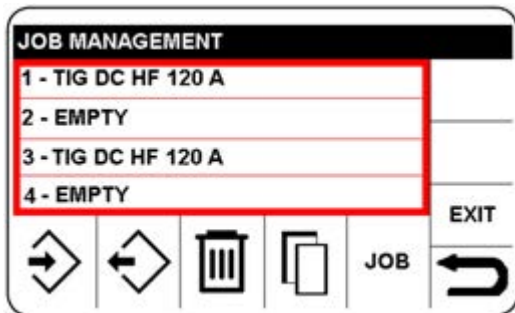 JOB MANAGEMENT
1 - TIG DC HF 120 A
2 - EMPTY
3 - TIG DC HF 120 A
4 - EMPTY
EXIT
JOB